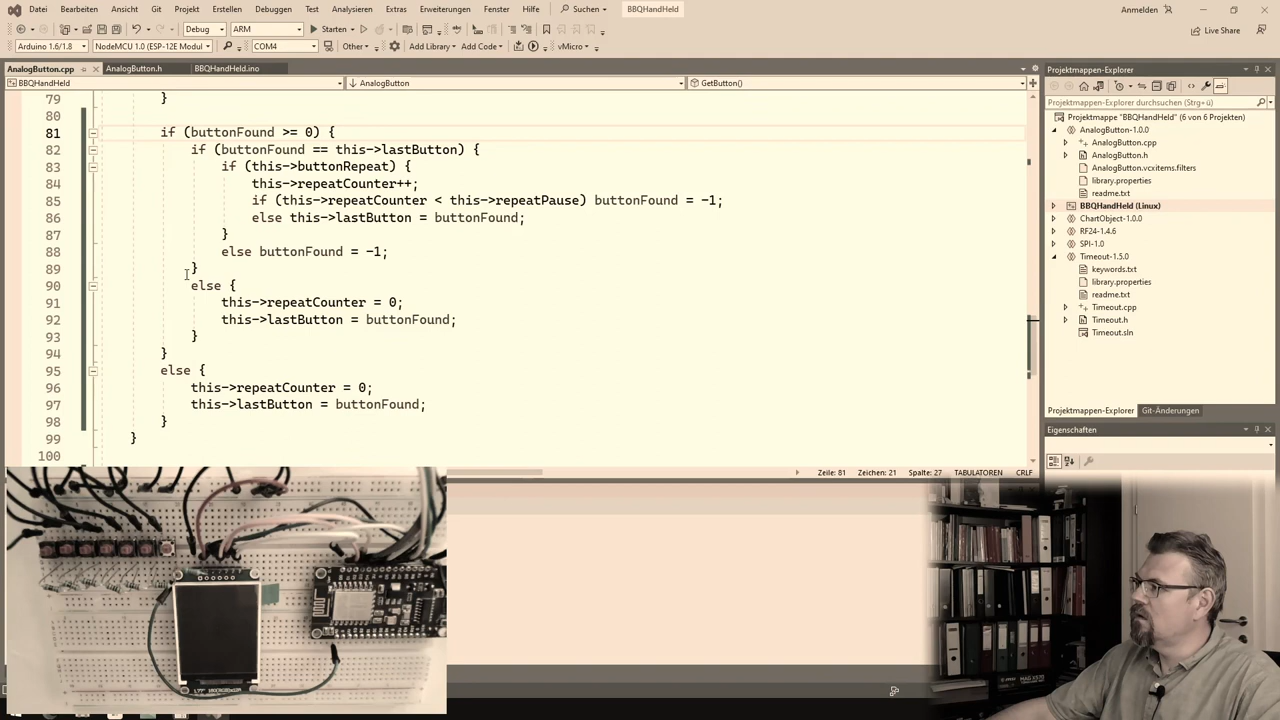 Datei Bearbeiten Ansicht Git Projekt Erstellen Debuggen Test Analysieren Extras Erweiterungen Fenster Hilfe Suchen BBQHandHeld Anmelden
Debug ARM Starten Live Share
Arduino 1.6/1.8 NodeMCU 1.0 (ESP-12E Modul) COM4 Other Add Library Add Code vMicro
AnalogButton.cpp AnalogButton.h BBQHandHeld.ino
BBQHandHeld AnalogButton GetButton()
79 }
80
81 if (buttonFound >= 0) {
82 if (buttonFound == this->lastButton) {
83 if (this->buttonRepeat) {
84 this->repeatCounter++;
85 if (this->repeatCounter < this->repeatPause) buttonFound = -1;
86 else this->lastButton = buttonFound;
87 }
88 else buttonFound = -1;
89 }
90 else {
91 this->repeatCounter = 0;
92 this->lastButton = buttonFound;
93 }
94 }
95 else {
96 this->repeatCounter = 0;
97 this->lastButton = buttonFound;
98 }
99 }
100
Zeile: 81 Zeichen: 21 Spalte: 27 TABULATOREN CRLF
Projektmappen-Explorer
Projektmappen-Explorer durchsuchen (Strg+ü)
Projektmappe "BBQHandHeld" (6 von 6 Projekten)
AnalogButton-1.0.0
AnalogButton.cpp
AnalogButton.h
AnalogButton.vcxitems.filters
library.properties
readme.txt
BBQHandHeld (Linux)
ChartObject-1.0.0
RF24-1.4.6
SPI-1.0
Timeout-1.5.0
keywords.txt
library.properties
readme.txt
Timeout.cpp
Timeout.h
Timeout.sln
Projektmappen-Explorer Git-Änderungen
Eigenschaften